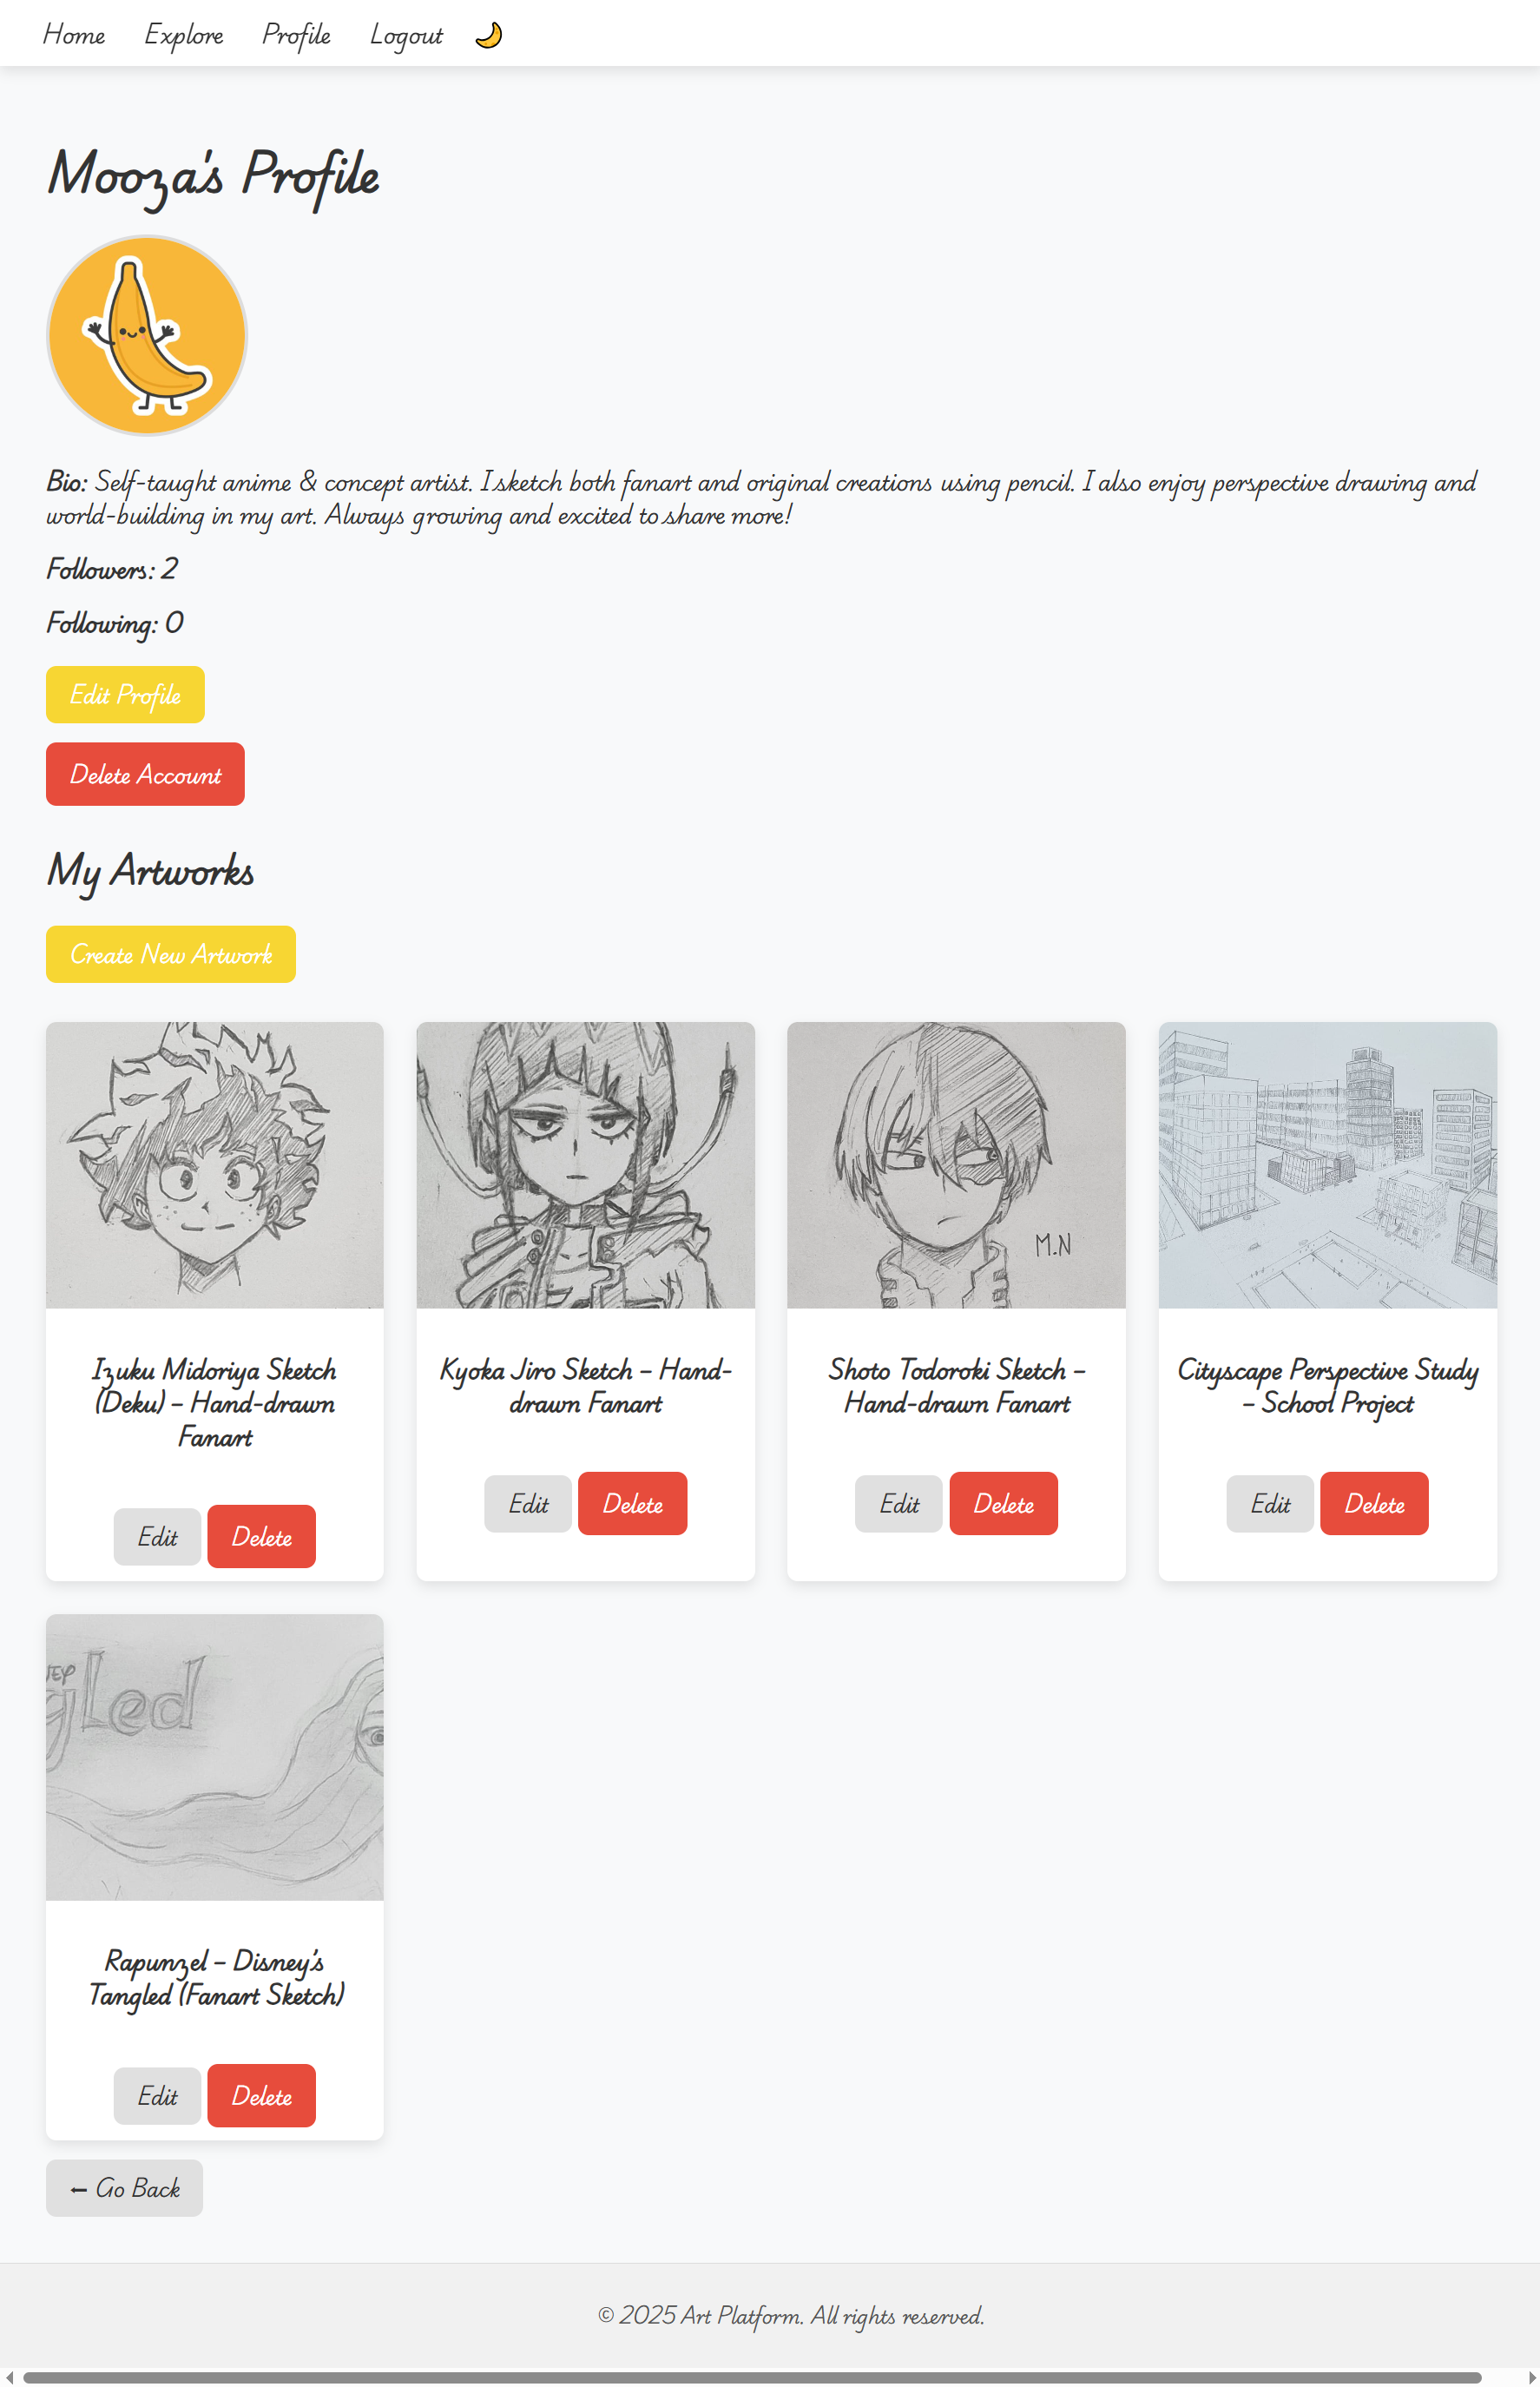 Home Explore Profile Logout
Mooza's Profile
Bio: Self-taught anime & concept artist. I sketch both fanart and original creations using pencil. I also enjoy perspective drawing and
world-building in my art. Always growing and excited to share more!
Followers: 2
Following: 0
Edit Profile
Delete Account
My Artworks
Create New Artwork
M.N
Izuku Midoriya Sketch
(Deku) – Hand-drawn
Fanart
Edit Delete
Kyoka Jiro Sketch – Hand-
drawn Fanart
Edit Delete
Shoto Todoroki Sketch –
Hand-drawn Fanart
Edit Delete
Cityscape Perspective Study
– School Project
Edit Delete
gled
Rapunzel – Disney's
Tangled (Fanart Sketch)
Edit Delete
← Go Back
© 2025 Art Platform. All rights reserved.